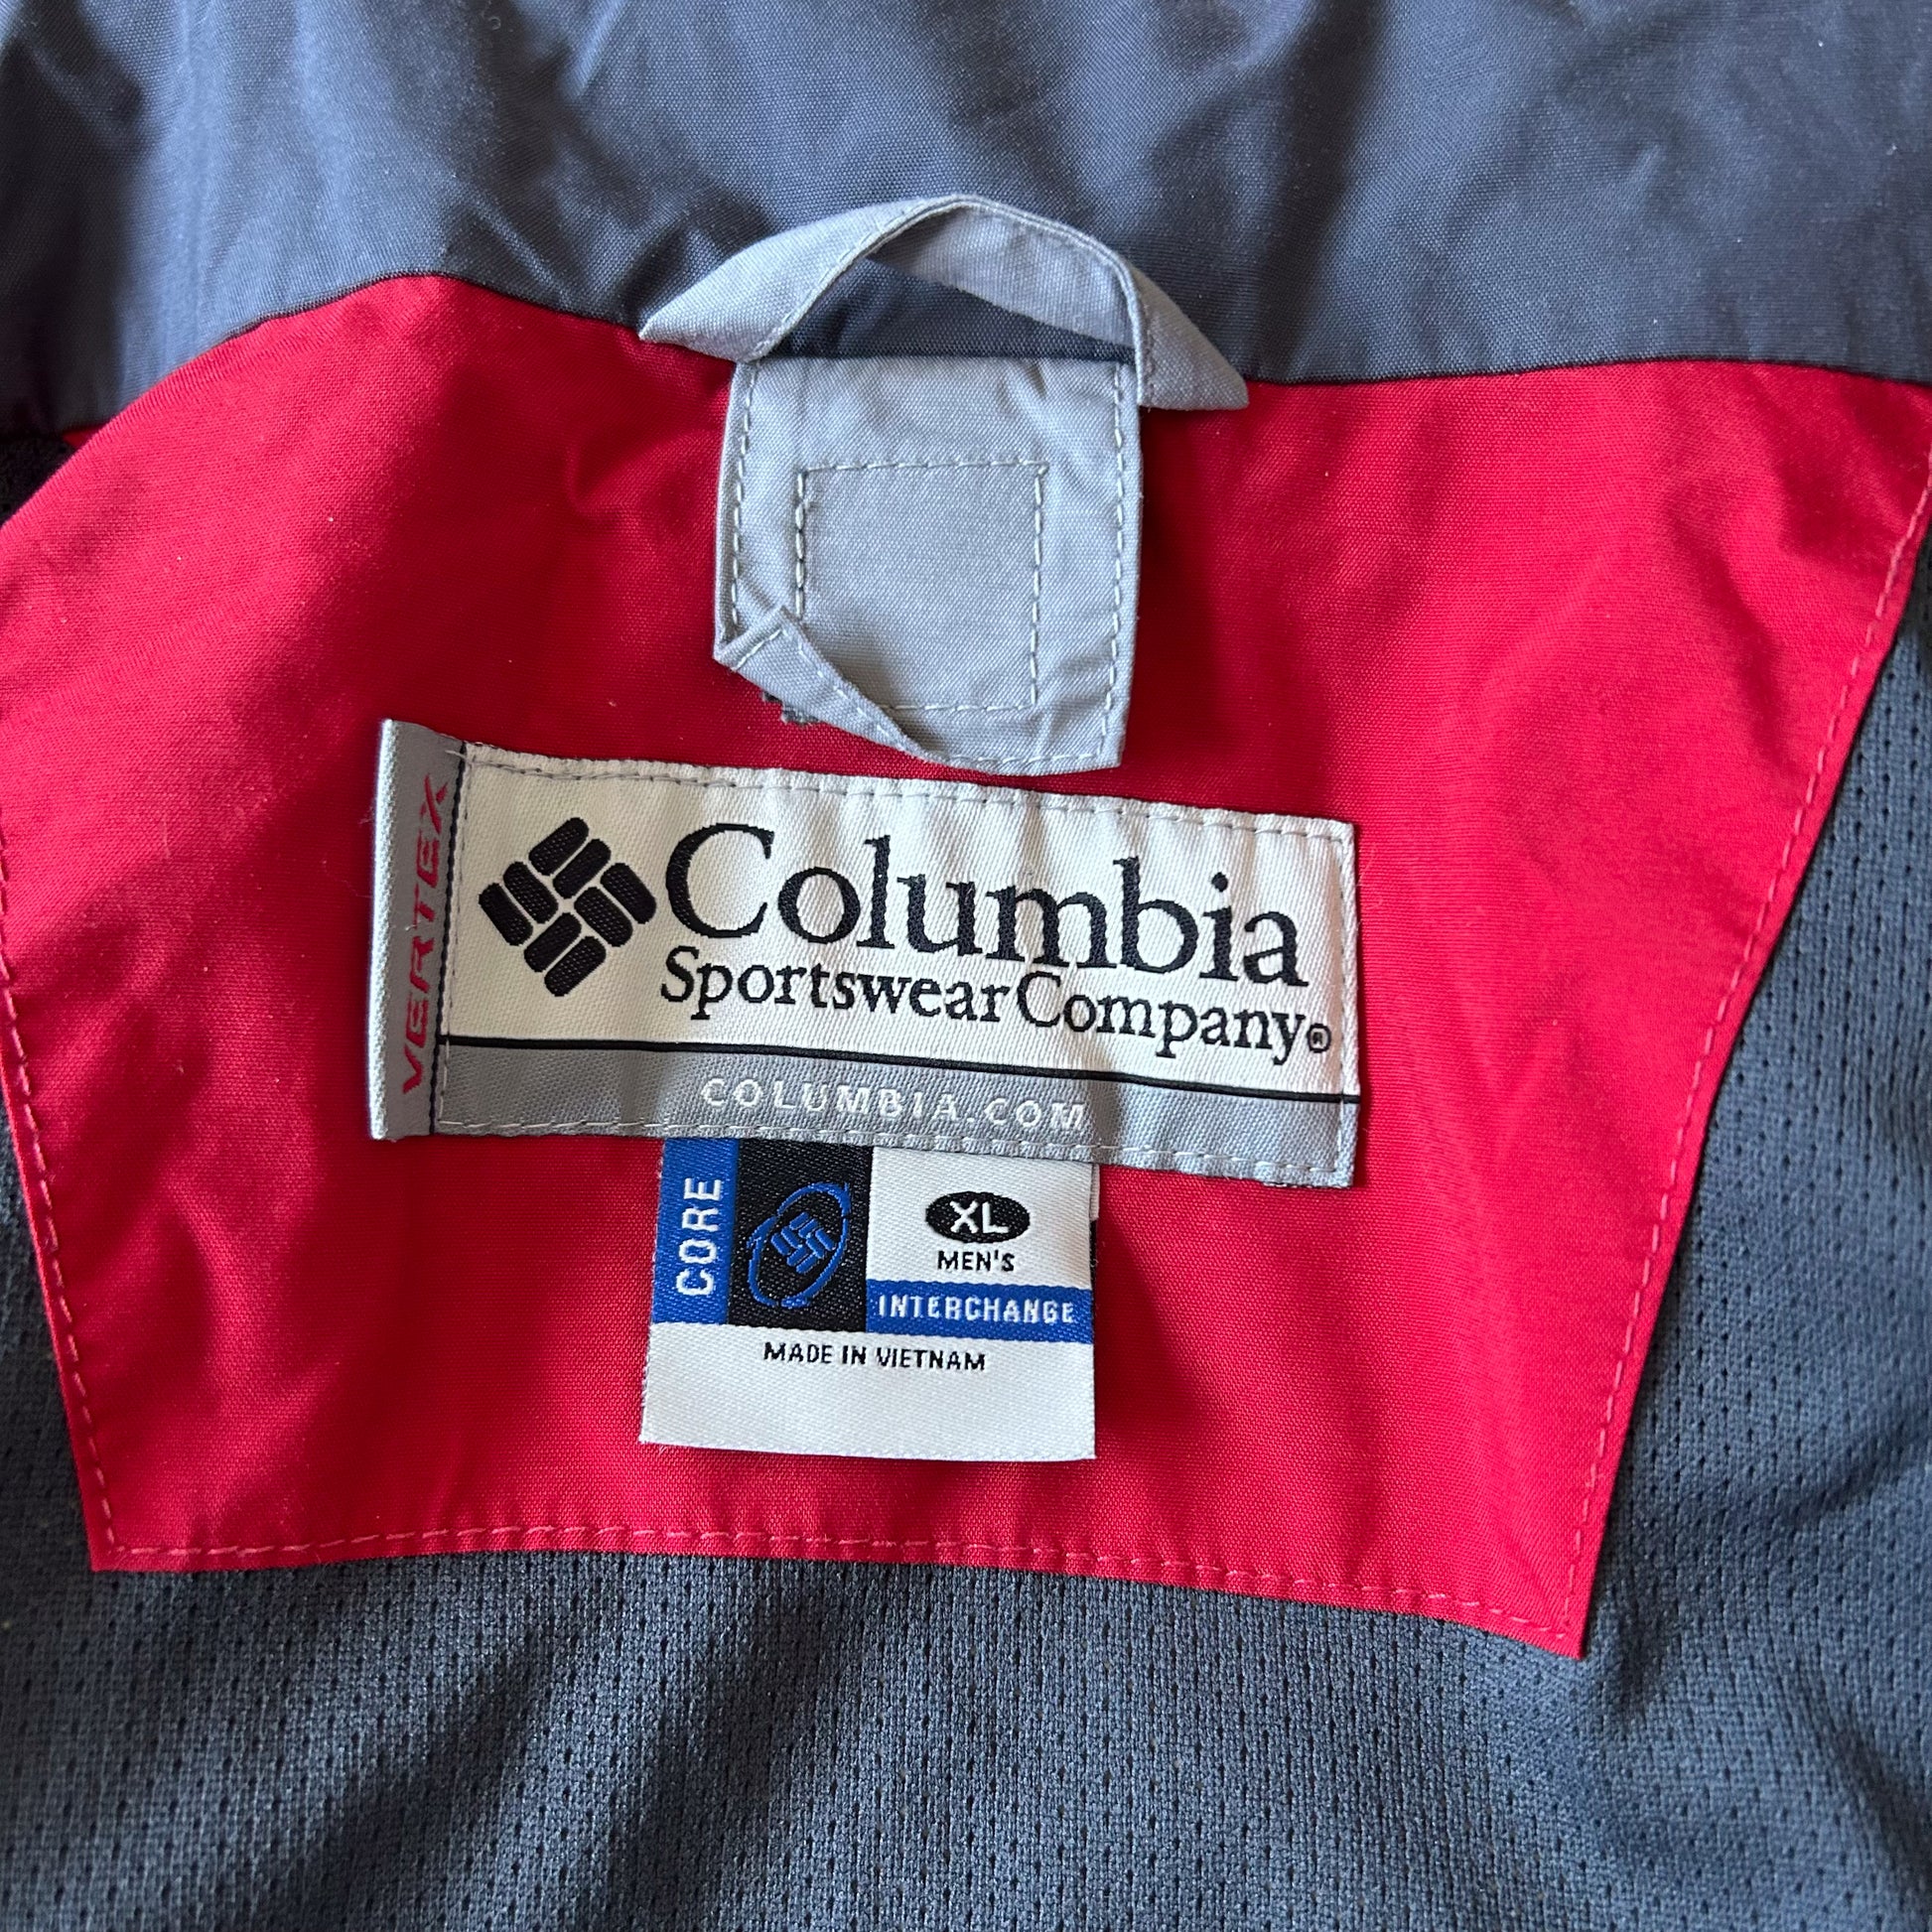 VERTEX
Columbia
Sportswear Company®
COLUMBIA.COM
CORE
XL
MEN'S
INTERCHANGE
MADE IN VIETNAM